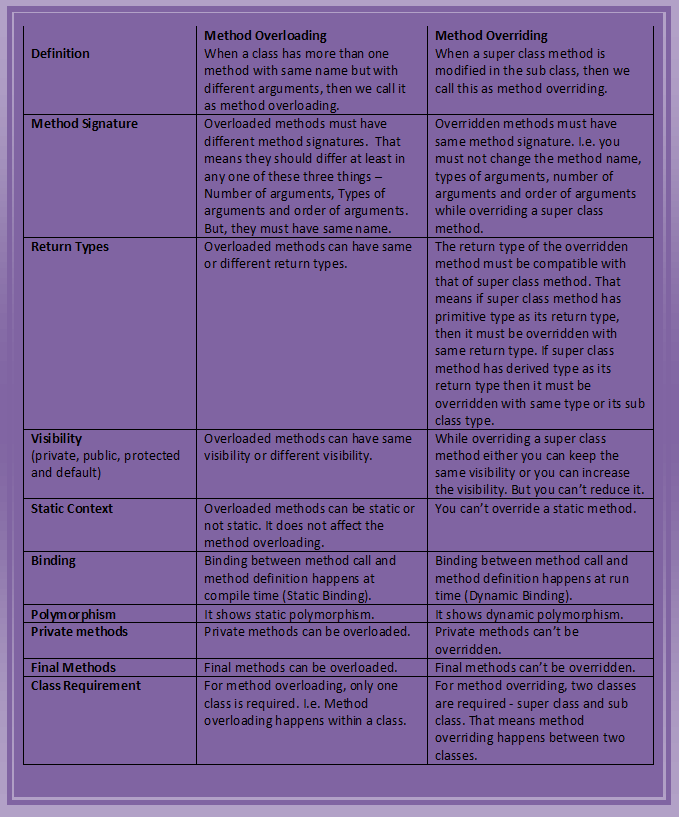 Method Overloading
Method Overriding
Definition
When a class has more than one
method with same name but with
different arguments, then we call it
as method overloading.
When a super class method is
modified in the sub class, then we
call this as method overriding.
Method Signature
Overloaded methods must have
different method signatures. That
means they should differ at least in
any one of these three things –
Number of arguments, Types of
arguments and order of arguments.
But, they must have same name.
Overridden methods must have
same method signature. I.e. you
must not change the method name,
types of arguments, number of
arguments and order of arguments
while overriding a super class
method.
Return Types
Overloaded methods can have same
or different return types.
The return type of the overridden
method must be compatible with
that of super class method. That
means if super class method has
primitive type as its return type,
then it must be overridden with
same return type. If super class
method has derived type as its
return type then it must be
overridden with same type or its sub
class type.
Visibility
(private, public, protected
and default)
Overloaded methods can have same
visibility or different visibility.
While overriding a super class
method either you can keep the
same visibility or you can increase
the visibility. But you can’t reduce it.
Static Context
Overloaded methods can be static or
not static. It does not affect the
method overloading.
You can’t override a static method.
Binding
Binding between method call and
method definition happens at
compile time (Static Binding).
Binding between method call and
method definition happens at run
time (Dynamic Binding).
Polymorphism
It shows static polymorphism.
It shows dynamic polymorphism.
Private methods
Private methods can be overloaded.
Private methods can’t be
overridden.
Final Methods
Final methods can be overloaded.
Final methods can’t be overridden.
Class Requirement
For method overloading, only one
class is required. I.e. Method
overloading happens within a class.
For method overriding, two classes
are required - super class and sub
class. That means method
overriding happens between two
classes.